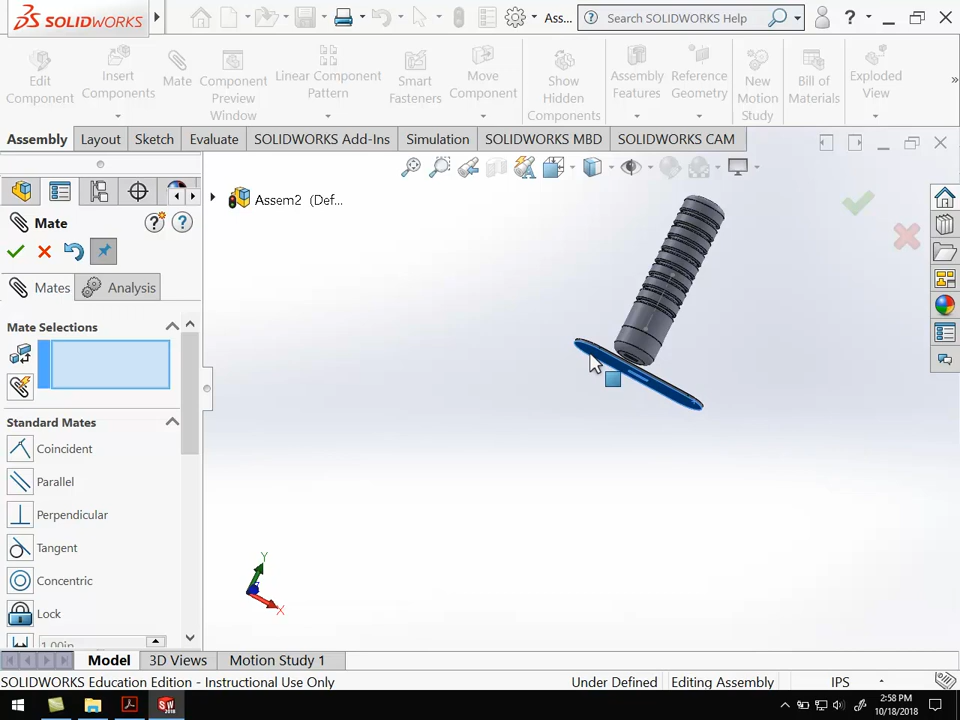 SOLIDWORKS
Ass...
Search SOLIDWORKS Help
Edit Component
Insert Components
Mate
Component Preview Window
Linear Component Pattern
Smart Fasteners
Move Component
Show Hidden Components
Assembly Features
Reference Geometry
New Motion Study
Bill of Materials
Exploded View
Assembly
Layout
Sketch
Evaluate
SOLIDWORKS Add-Ins
Simulation
SOLIDWORKS MBD
SOLIDWORKS CAM
Assem2 (Def...
Mate
Mates
Analysis
Mate Selections
Standard Mates
Coincident
Parallel
Perpendicular
Tangent
Concentric
Lock
1.00in
Y
X
Model
3D Views
Motion Study 1
SOLIDWORKS Education Edition - Instructional Use Only
Under Defined
Editing Assembly
IPS
2:58 PM
10/18/2018